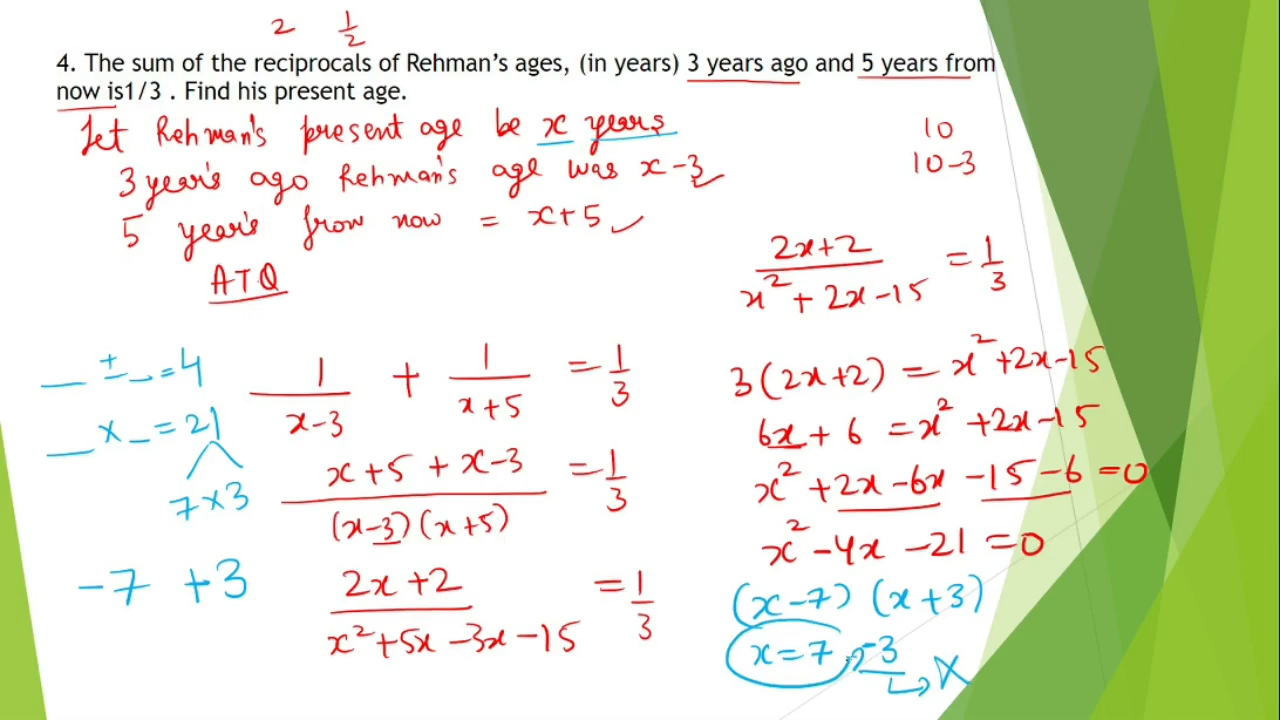 2 1/2
4. The sum of the reciprocals of Rehman's ages, (in years) 3 years ago and 5 years from
now is1/3 . Find his present age.
Let Rehman's present age be x years
3 year's ago Rehman's age was x-3
5 year's from now = x+5
ATQ
_ ± _ = 4
_ x _ = 21
7 x 3
-7 +3
1/(x-3) + 1/(x+5) = 1/3
(x+5 + x-3)/((x-3)(x+5)) = 1/3
(2x+2)/(x²+5x-3x-15) = 1/3
10
10-3
(2x+2)/(x²+2x-15) = 1/3
3(2x+2) = x²+2x-15
6x+6 = x²+2x-15
x²+2x-6x-15-6=0
x²-4x-21=0
(x-7)(x+3)
x=7, -3
→ X